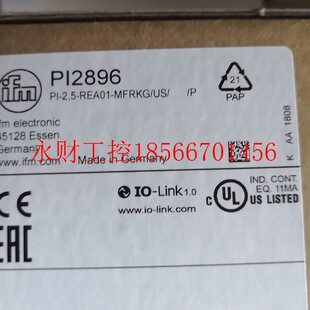 ifm
PI2896
PI-2,5-REA01-MFRKG/US/ /P
21
PAP
ifm electronic
45128 Essen
Germany
Made in Germany
www.ifm.com
永财工控18566701456
K AA 1808
IO-Link 1.0
www.io-link.com
CE
EAC
c UL US LISTED
IND. CONT.
EQ. 11MA